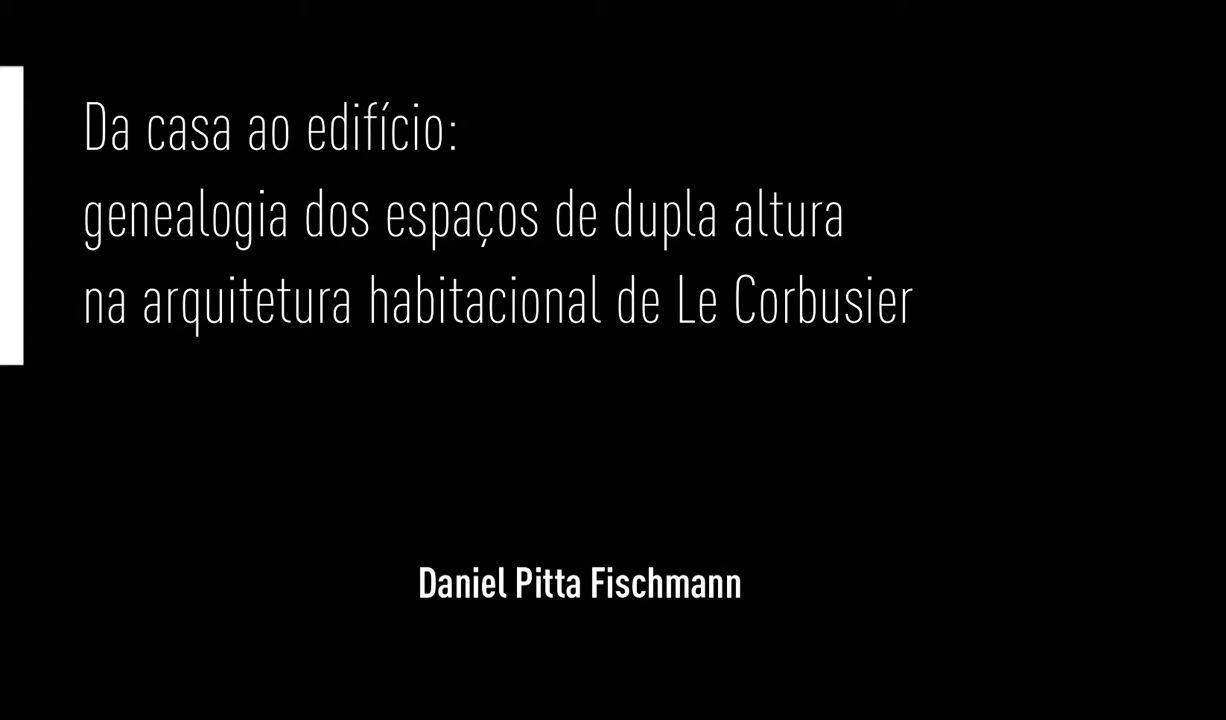 Da casa ao edifício:
genealogia dos espaços de dupla altura
na arquitetura habitacional de Le Corbusier
Daniel Pitta Fischmann